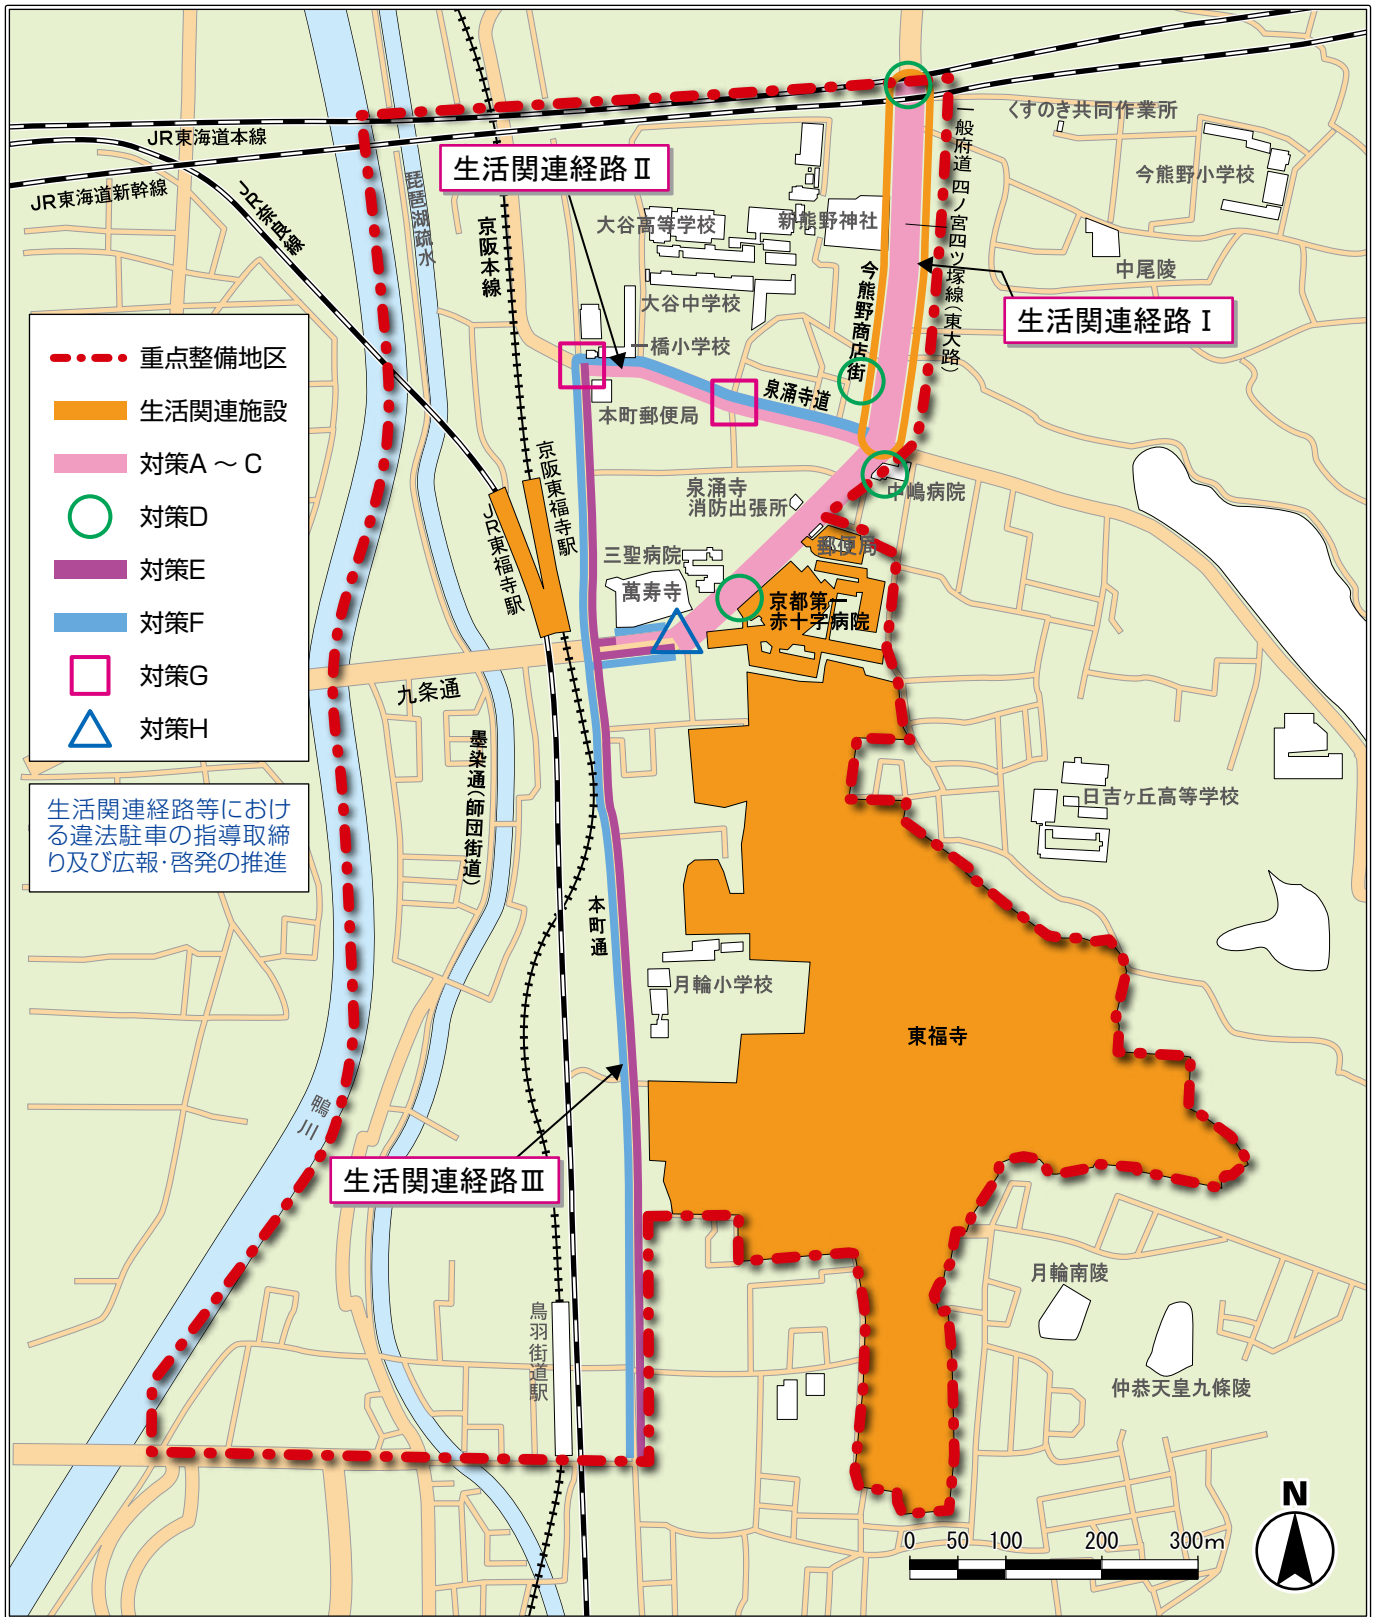 JR東海道本線
JR東海道新幹線
JR奈良線
琵琶湖疏水
京阪本線
生活関連経路Ⅱ
大谷高等学校
新熊野神社
大谷中学校
一橋小学校
本町郵便局
泉涌寺道
今熊野商店街
一般府道 四ノ宮四ツ塚線(東大路)
くすのき共同作業所
今熊野小学校
中尾陵
生活関連経路Ⅰ
重点整備地区
生活関連施設
対策A～C
対策D
対策E
対策F
対策G
対策H
生活関連経路等におけ
る違法駐車の指導取締
り及び広報・啓発の推進
京阪東福寺駅
JR東福寺駅
泉涌寺
消防出張所
中嶋病院
郵便局
三聖病院
萬寿寺
京都第一
赤十字病院
九条通
墨染通(師団街道)
本町通
日吉ヶ丘高等学校
月輪小学校
東福寺
鴨川
生活関連経路Ⅲ
鳥羽街道駅
月輪南陵
仲恭天皇九條陵
N
0 50 100 200 300m